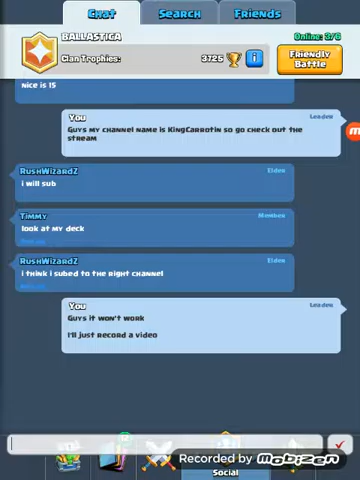 Chat Search Friends
BALLASTICA
Online: 2/8
Clan Trophies: 3725
Friendly
Battle
nice is 15
You Leader
Guys my channel name is KingCarrotin so go check out the
stream
RushWizardZ Elder
i will sub
Timmy Member
look at my deck
RushWizardZ Elder
i think i subed to the right channel
You Leader
Guys it won't work
I'll just record a video
Recorded by Mobizen
Social